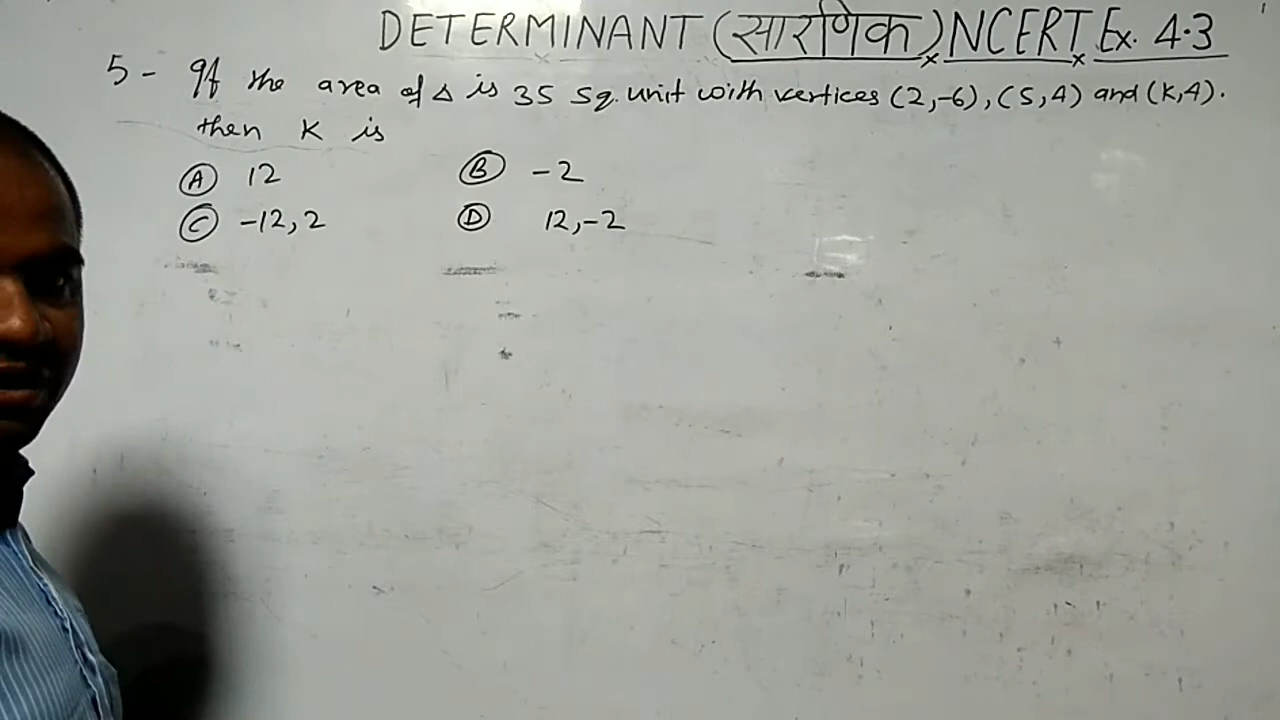 DETERMINANT (सारणिक) NCERT Ex. 4.3
5 - If the area of Δ is 35 sq. unit with vertices (2,-6), (5,4) and (K,4).
then K is
(A) 12 (B) -2
(C) -12, 2 (D) 12, -2